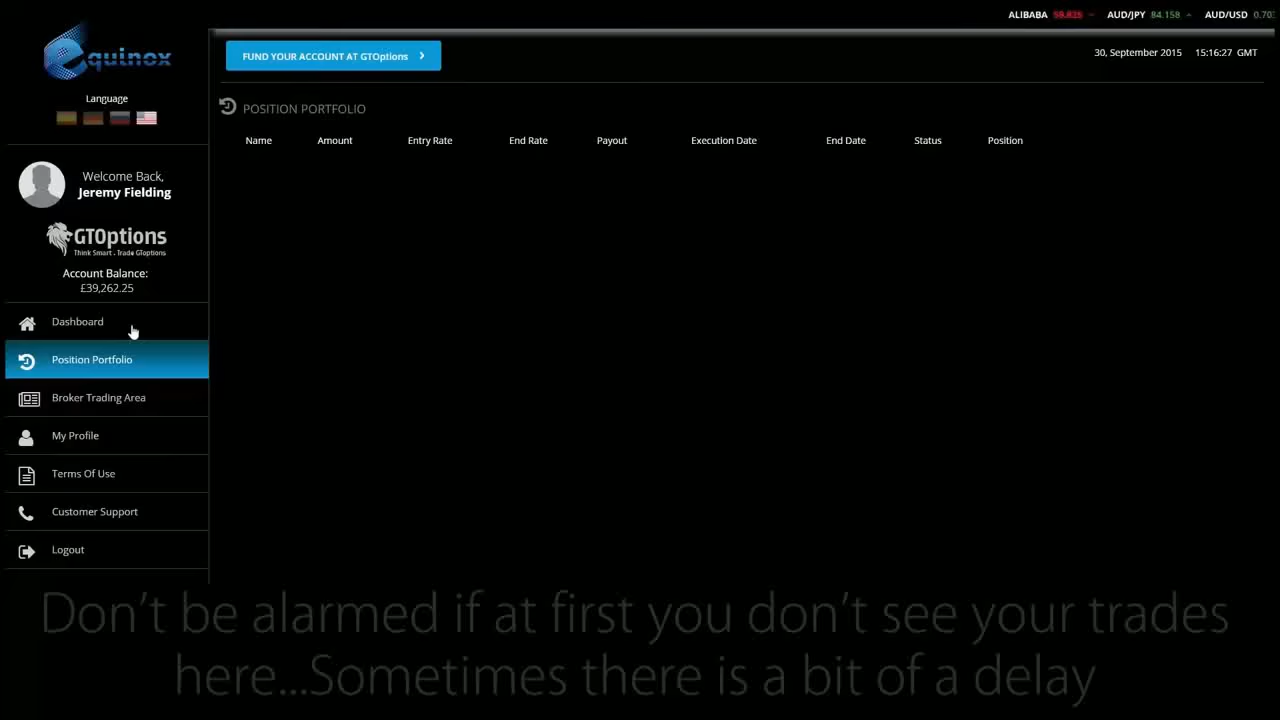 ALIBABA 59.825 AUD/JPY 84.158 AUD/USD 0.70
equinox
FUND YOUR ACCOUNT AT GTOptions
30, September 2015 15:16:27 GMT
Language
POSITION PORTFOLIO
Name Amount Entry Rate End Rate Payout Execution Date End Date Status Position
Welcome Back,
Jeremy Fielding
GTOptions
Think Smart . Trade GToptions
Account Balance:
£39,262.25
Dashboard
Position Portfolio
Broker Trading Area
My Profile
Terms Of Use
Customer Support
Logout
Don't be alarmed if at first you don't see your trades
here...Sometimes there is a bit of a delay